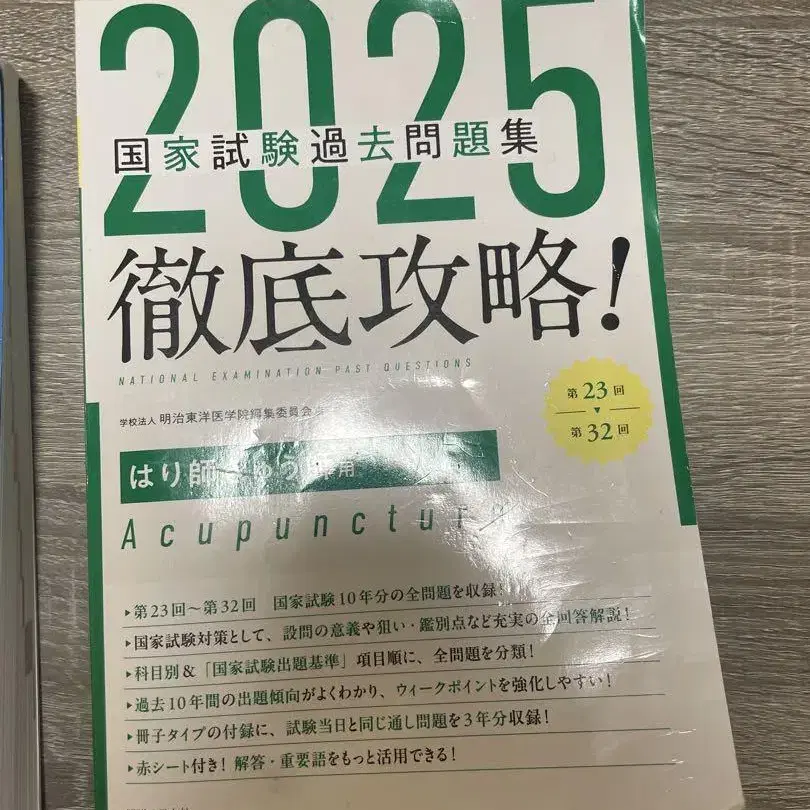 2025
国家試験過去問題集
徹底攻略!
NATIONAL EXAMINATION PAST QUESTIONS
学校法人 明治東洋医学院編集委員会
第23回
▼
第32回
はり師 きゅう師用
Acupuncture
▸第23回～第32回 国家試験10年分の全問題を収録!
▸国家試験対策として、設問の意義や狙い・鑑別点など充実の全回答解説!
▸科目別&「国家試験出題基準」項目順に、全問題を分類!
▸過去10年間の出題傾向がよくわかり、ウィークポイントを強化しやすい!
▸冊子タイプの付録に、試験当日と同じ通し問題を3年分収録!
▸赤シート付き! 解答・重要語をもっと活用できる!